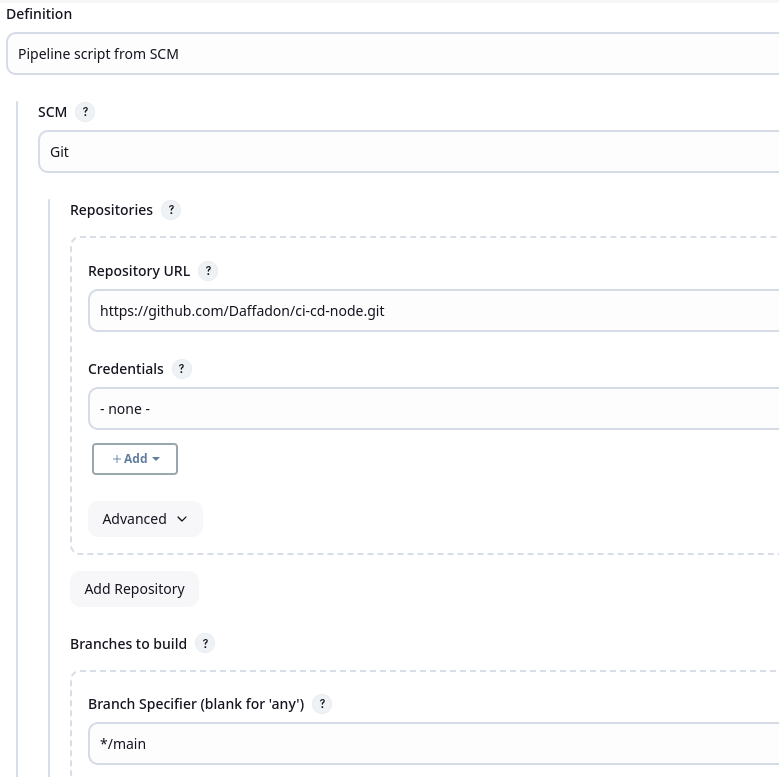 Definition
Pipeline script from SCM
SCM ?
Git
Repositories ?
Repository URL ?
https://github.com/Daffadon/ci-cd-node.git
Credentials ?
- none -
+ Add
Advanced
Add Repository
Branches to build ?
Branch Specifier (blank for 'any') ?
*/main